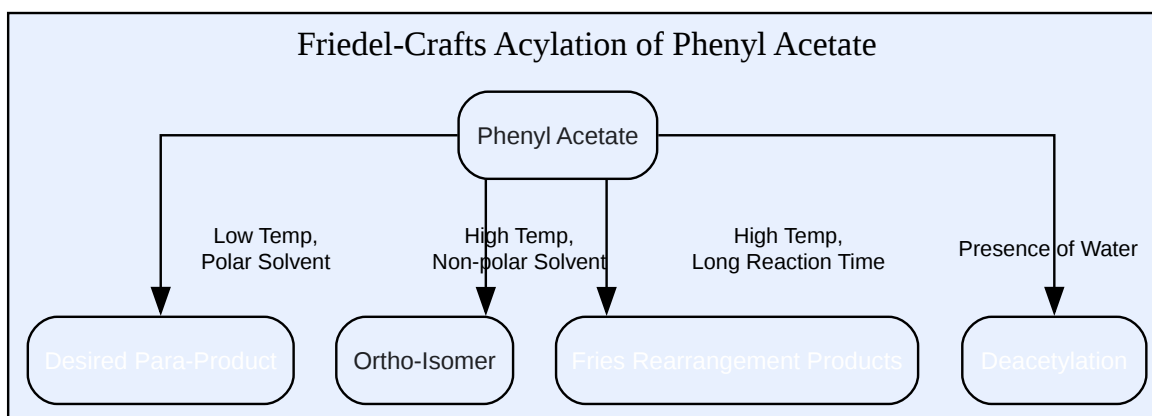 Friedel-Crafts Acylation of Phenyl Acetate
Phenyl Acetate
Low Temp,
Polar Solvent
High Temp,
Non-polar Solvent
High Temp,
Long Reaction Time
Presence of Water
Desired Para-Product
Ortho-Isomer
Fries Rearrangement Products
Deacetylation